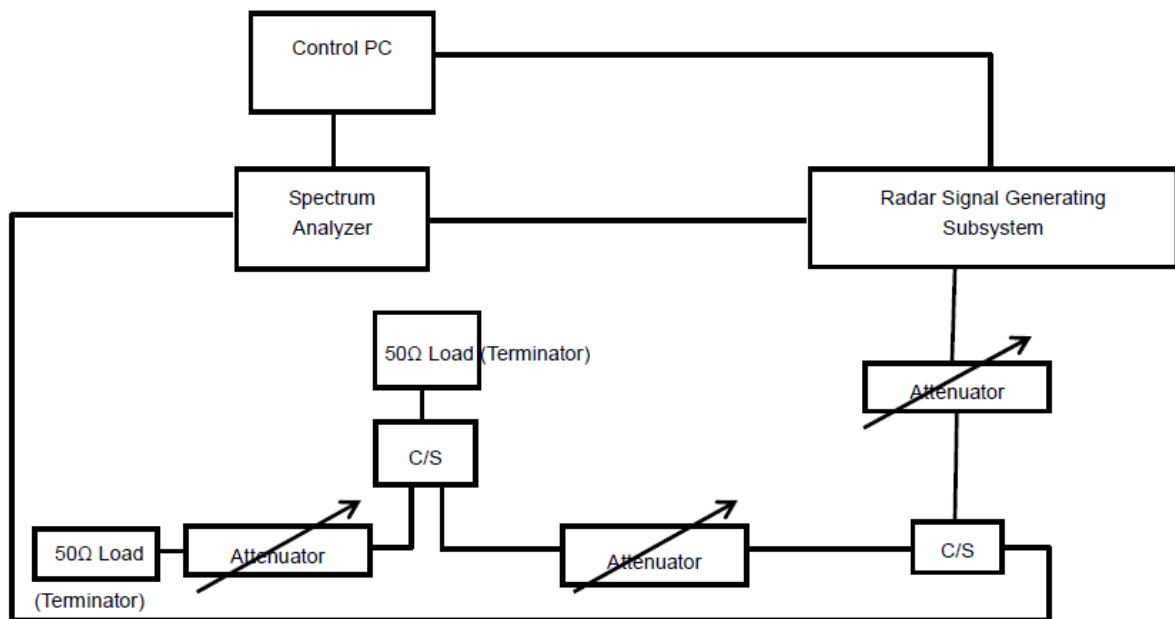 Control PC
Spectrum
Analyzer
Radar Signal Generating
Subsystem
50Ω Load (Terminator)
Attenuator
C/S
50Ω Load
(Terminator)
Attenuator
Attenuator
C/S